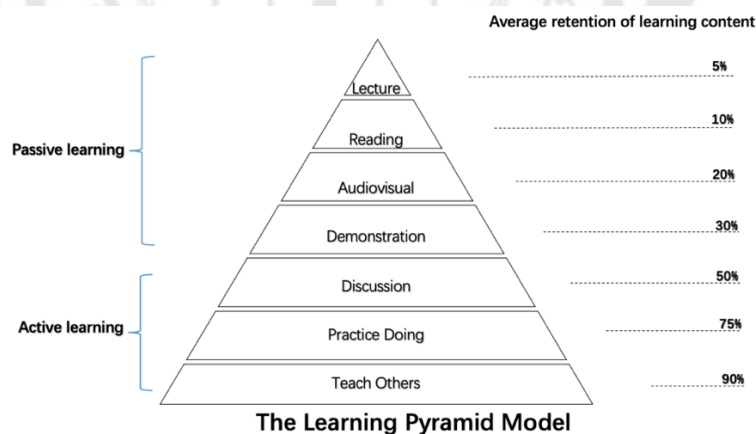 Average retention of learning content
Lecture
5%
Reading
10%
Passive learning
Audiovisual
20%
Demonstration
30%
Discussion
50%
Active learning
Practice Doing
75%
Teach Others
90%
The Learning Pyramid Model